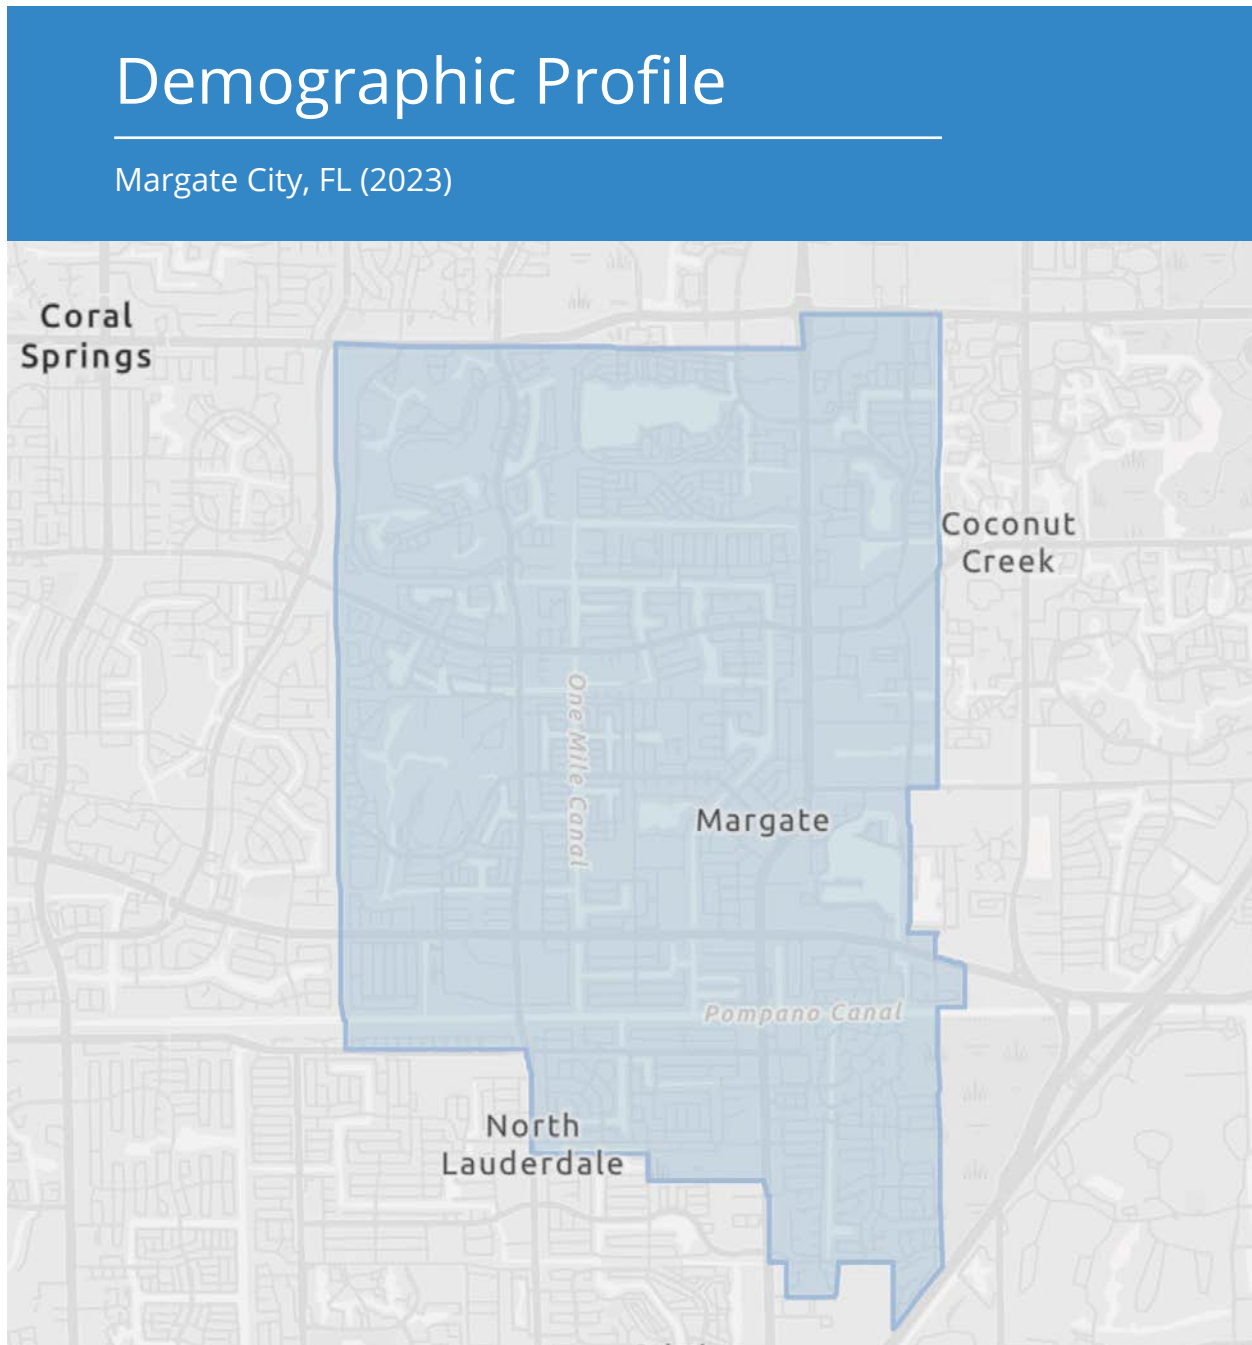 Demographic Profile
Margate City, FL (2023)
Coral
Springs
Coconut
Creek
One Mile Canal
Margate
Pompano Canal
North
Lauderdale